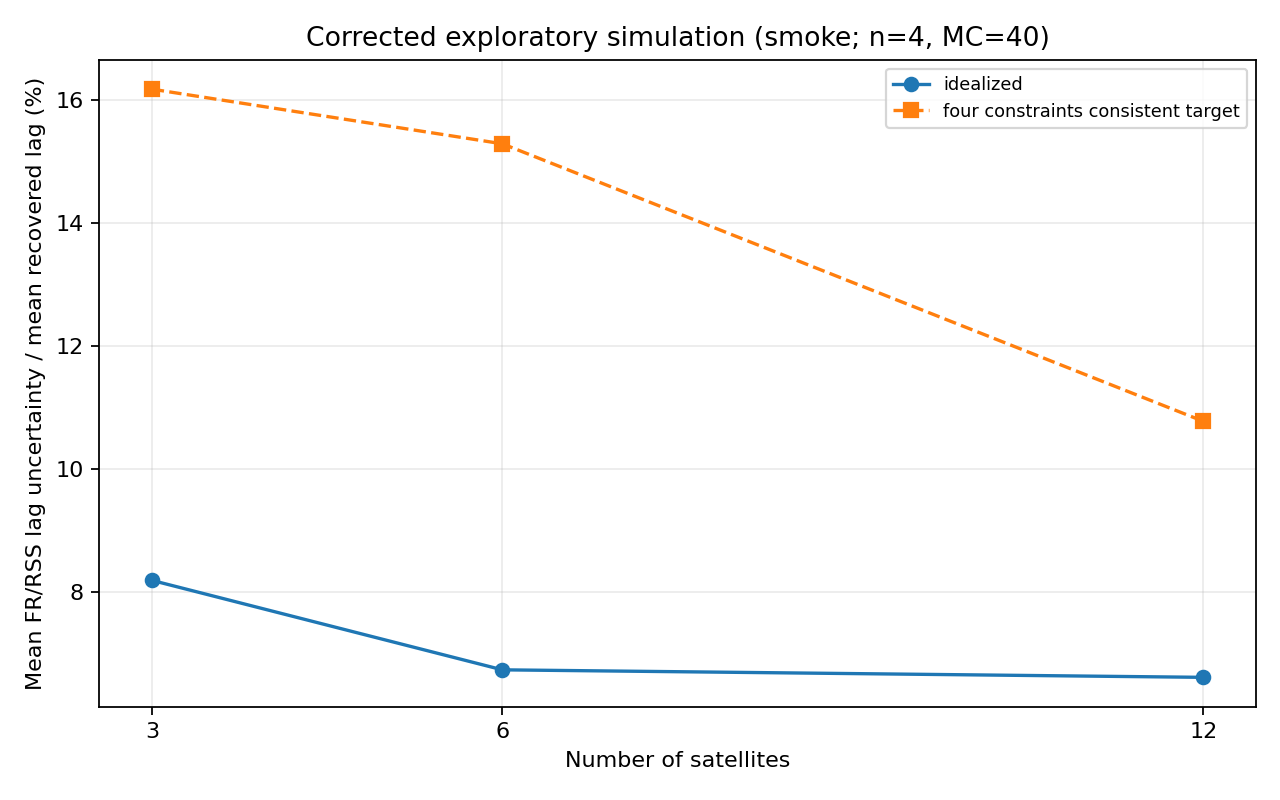 Corrected exploratory simulation (smoke; n=4, MC=40)
idealized
four constraints consistent target
Mean FR/RSS lag uncertainty / mean recovered lag (%)
16
14
12
10
8
3
6
12
Number of satellites